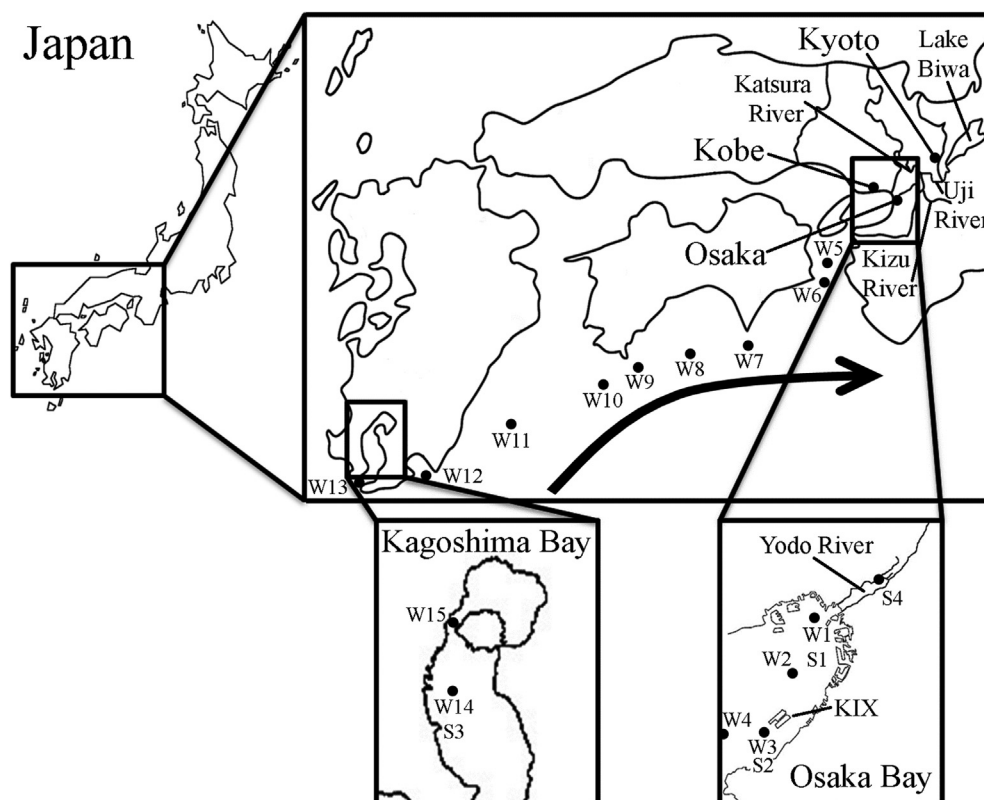 Japan
Kyoto
Lake
Biwa
Katsura
River
Kobe
Uji
River
Osaka
W5
Kizu
River
W6
W7
W8
W9
W10
W11
W12
W13
Kagoshima Bay
W15
W14
S3
Yodo River
S4
W1
S1
W2
KIX
W4
W3
S2
Osaka Bay